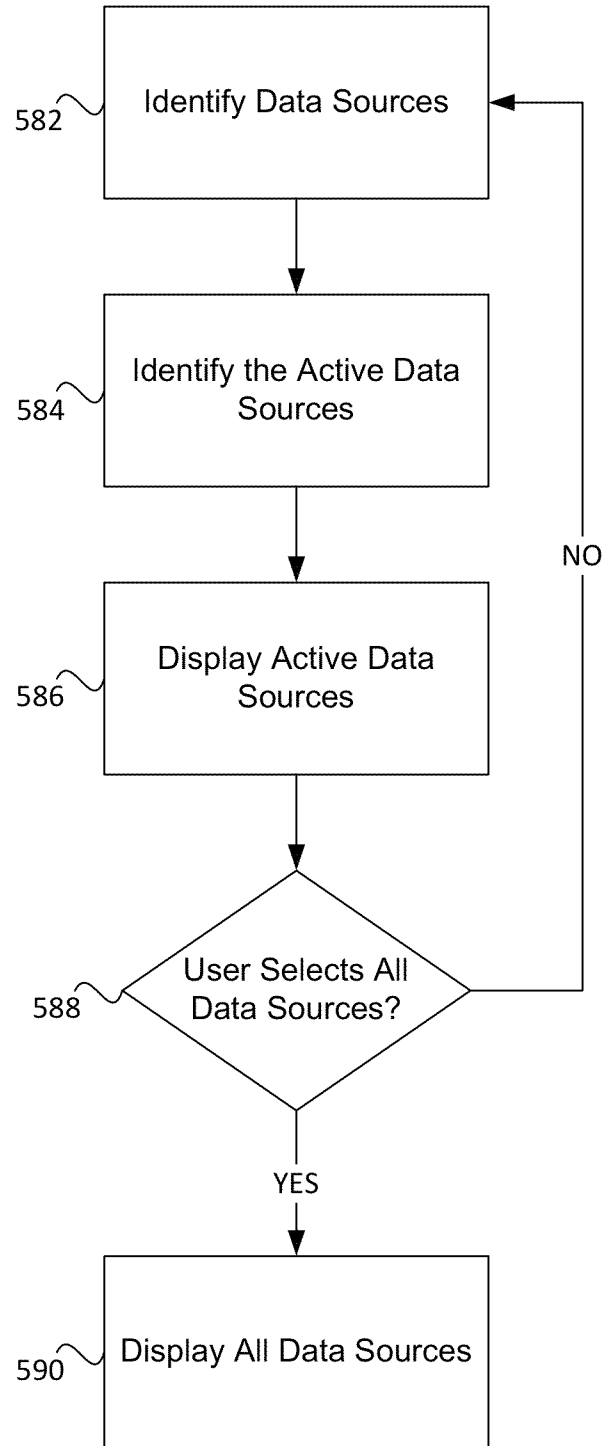 582
Identify Data Sources
584
Identify the Active Data
Sources
NO
586
Display Active Data
Sources
588
User Selects All
Data Sources?
YES
590
Display All Data Sources